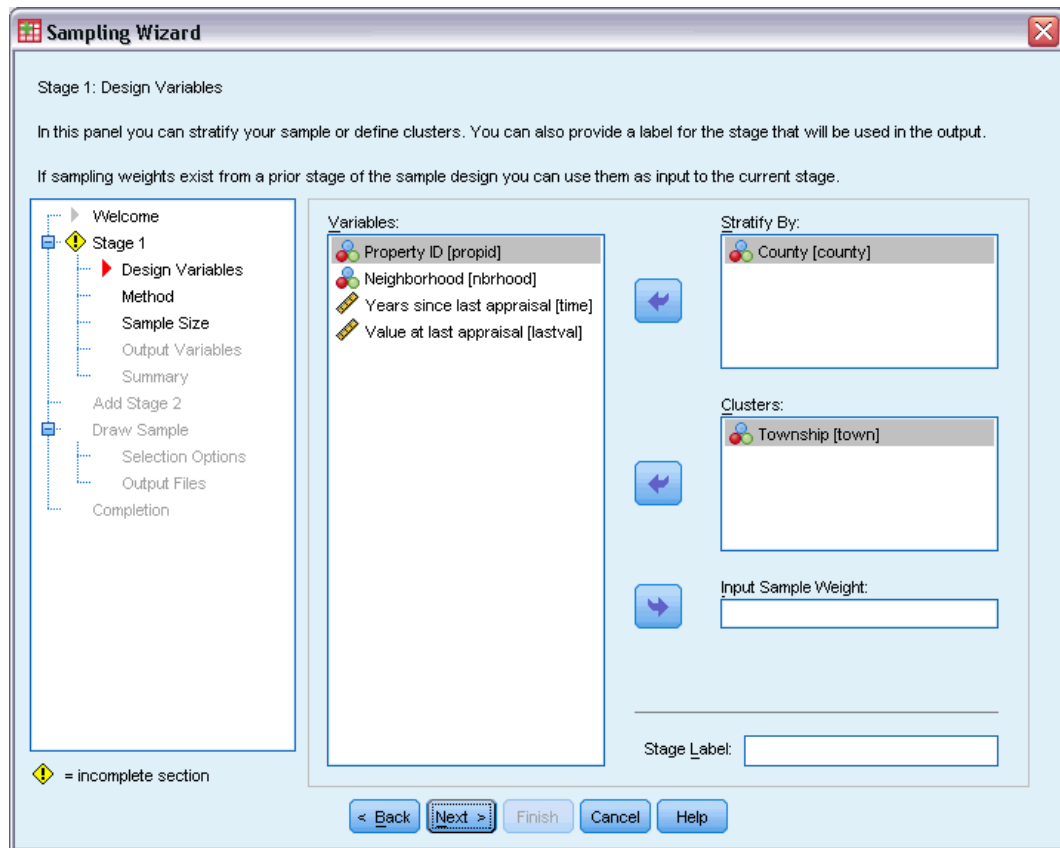 Sampling Wizard
Stage 1: Design Variables
In this panel you can stratify your sample or define clusters. You can also provide a label for the stage that will be used in the output.
If sampling weights exist from a prior stage of the sample design you can use them as input to the current stage.
Welcome
Stage 1
Design Variables
Method
Sample Size
Output Variables
Summary
Add Stage 2
Draw Sample
Selection Options
Output Files
Completion
! = incomplete section
Variables:
Property ID [propid]
Neighborhood [nbrhood]
Years since last appraisal [time]
Value at last appraisal [lastval]
Stratify By:
County [county]
Clusters:
Township [town]
Input Sample Weight:
Stage Label:
< Back Next > Finish Cancel Help